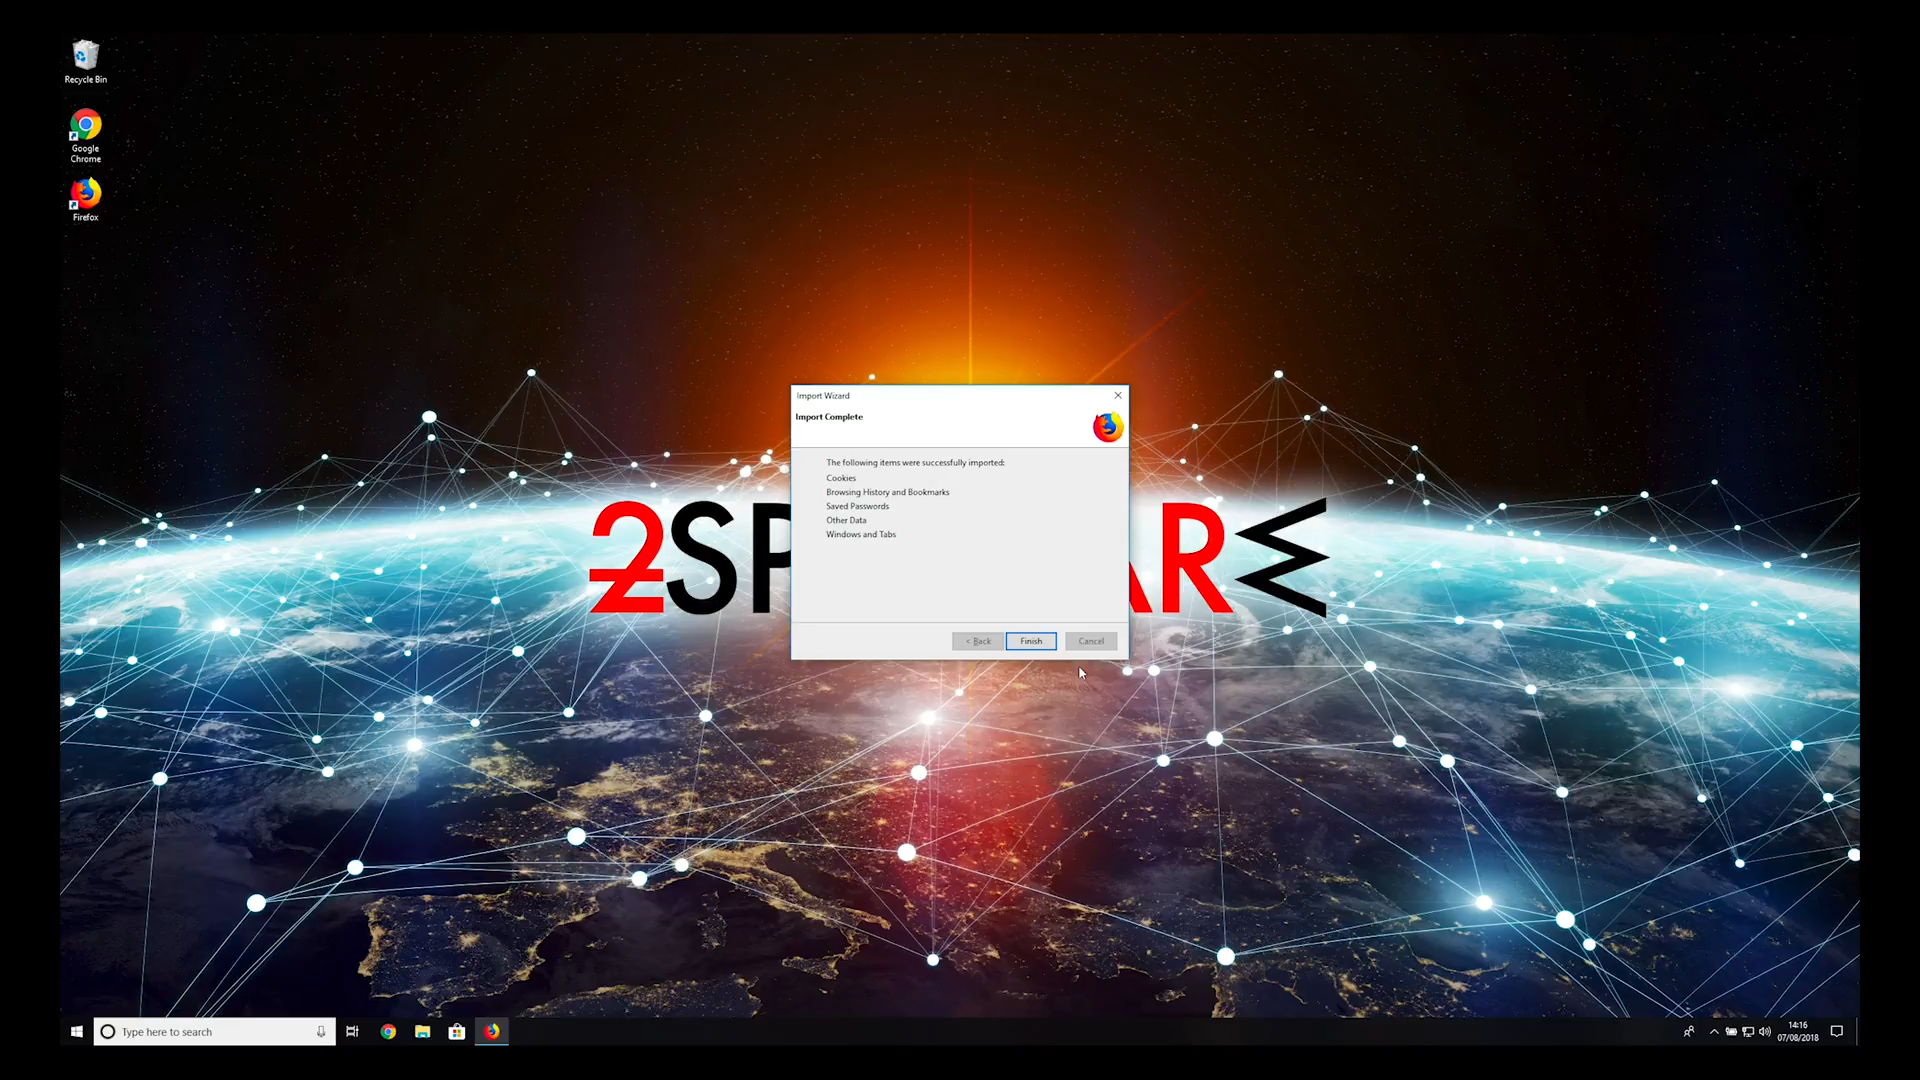 Recycle Bin
Google
Chrome
Firefox
Import Wizard
Import Complete
The following items were successfully imported:
Cookies
Browsing History and Bookmarks
Saved Passwords
Other Data
Windows and Tabs
< Back
Finish
Cancel
2SP
AR
Type here to search
14:16
07/08/2018